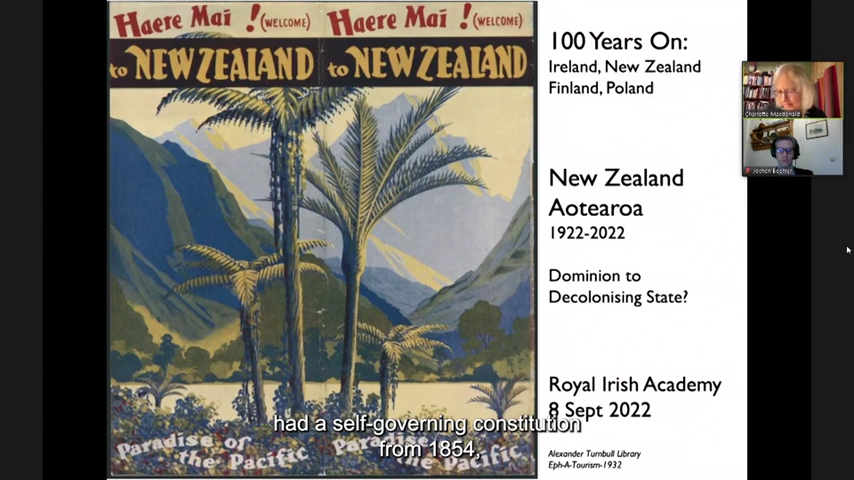 Haere Mai ! (WELCOME) Haere Mai ! (WELCOME)
to NEW ZEALAND to NEW ZEALAND
Paradise of Paradise of
the Pacific the Pacific
100 Years On:
Ireland, New Zealand
Finland, Poland
New Zealand
Aotearoa
1922-2022
Dominion to
Decolonising State?
Royal Irish Academy
8 Sept 2022
Alexander Turnbull Library
Eph-A-Tourism-1932
had a self-governing constitution
from 1854,
Charlotte Macdonald
Jochen Boehler